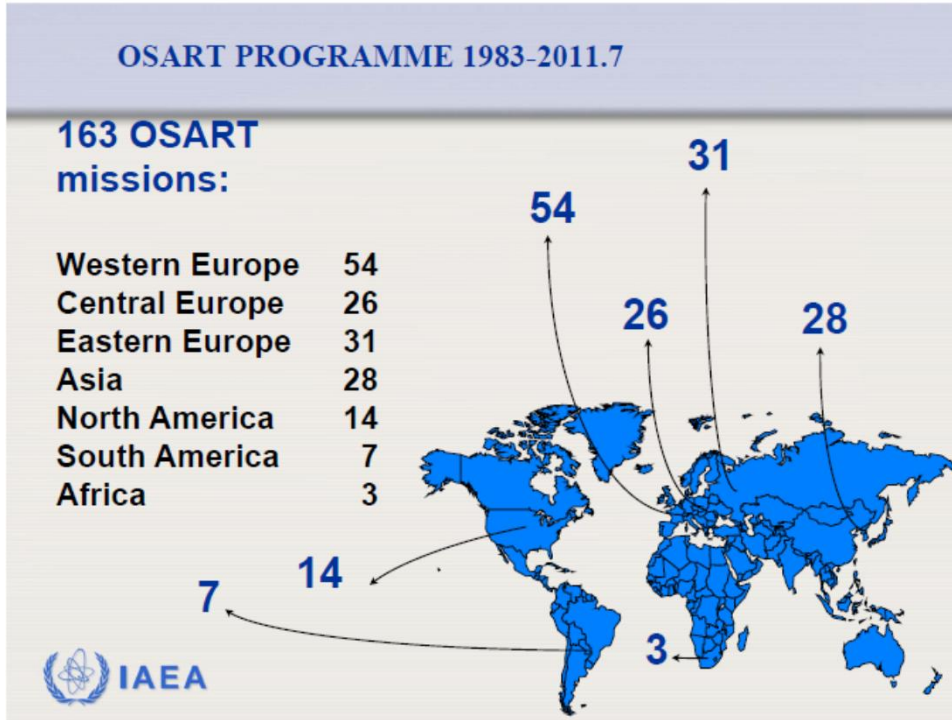 OSART PROGRAMME 1983-2011.7
163 OSART
missions:
Western Europe 54
Central Europe 26
Eastern Europe 31
Asia 28
North America 14
South America 7
Africa 3
31
54
26
28
14
7
3
IAEA